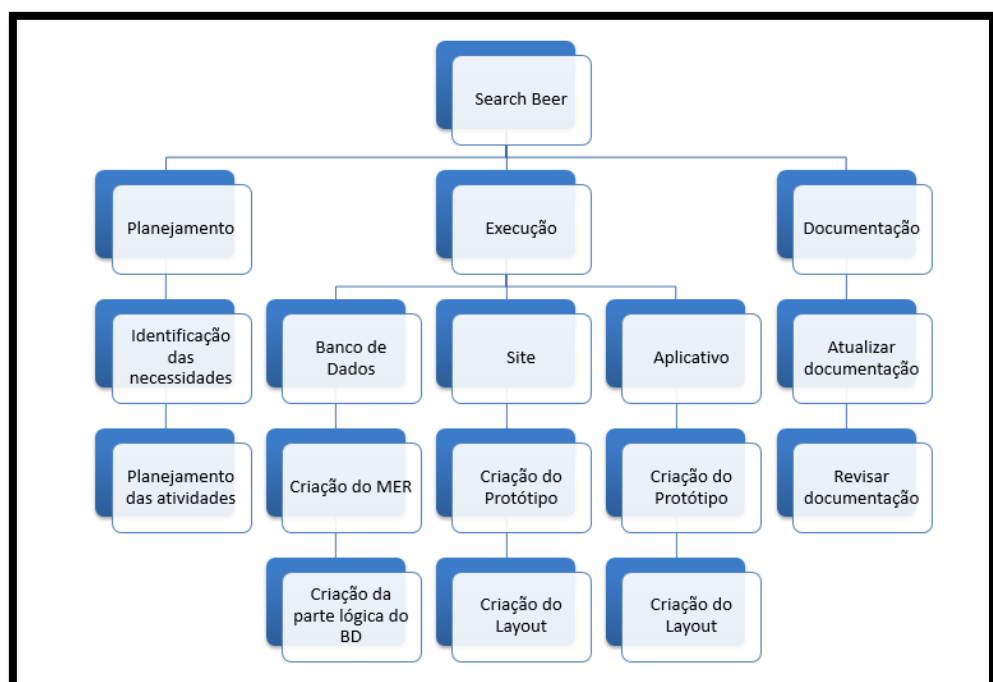 Search Beer
Planejamento
Execução
Documentação
Identificação
das
necessidades
Banco de
Dados
Site
Aplicativo
Atualizar
documentação
Planejamento
das atividades
Criação do MER
Criação do
Protótipo
Criação do
Protótipo
Revisar
documentação
Criação da
parte lógica do
BD
Criação do
Layout
Criação do
Layout